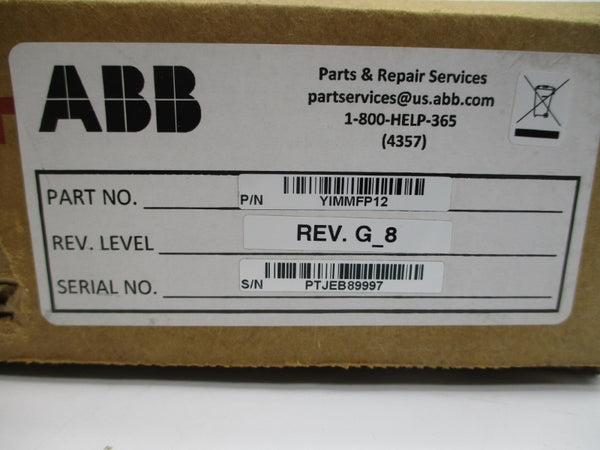 ABB
Parts & Repair Services
partservices@us.abb.com
1-800-HELP-365
(4357)
PART NO. P/N YIMMFP12
REV. LEVEL REV. G_8
SERIAL NO. S/N PTJEB89997